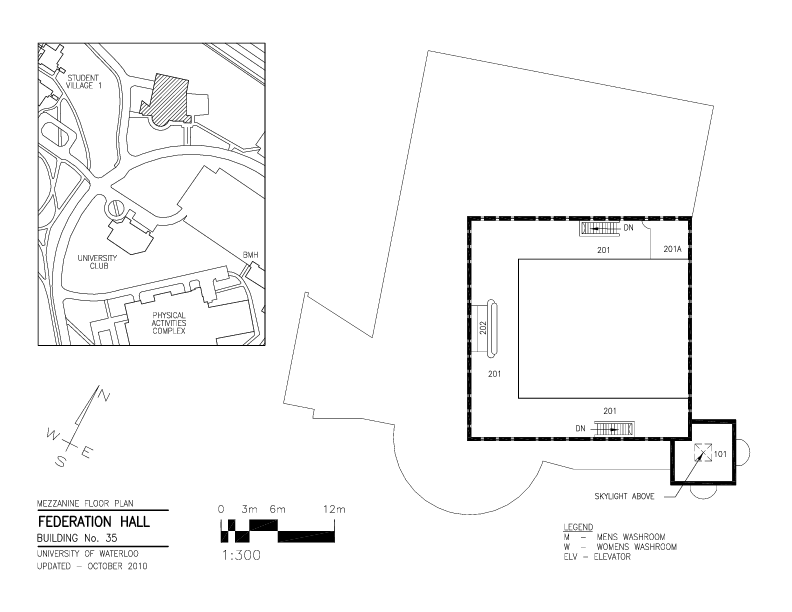 STUDENT
VILLAGE 1
UNIVERSITY
CLUB
BMH
PHYSICAL
ACTIVITIES
COMPLEX
DN
201
201A
202
201
201
DN
101
SKYLIGHT ABOVE
N
W
E
S
MEZZANINE FLOOR PLAN
FEDERATION HALL
BUILDING No. 35
UNIVERSITY OF WATERLOO
UPDATED – OCTOBER 2010
0 3m 6m 12m
1:300
LEGEND
M – MENS WASHROOM
W – WOMENS WASHROOM
ELV – ELEVATOR